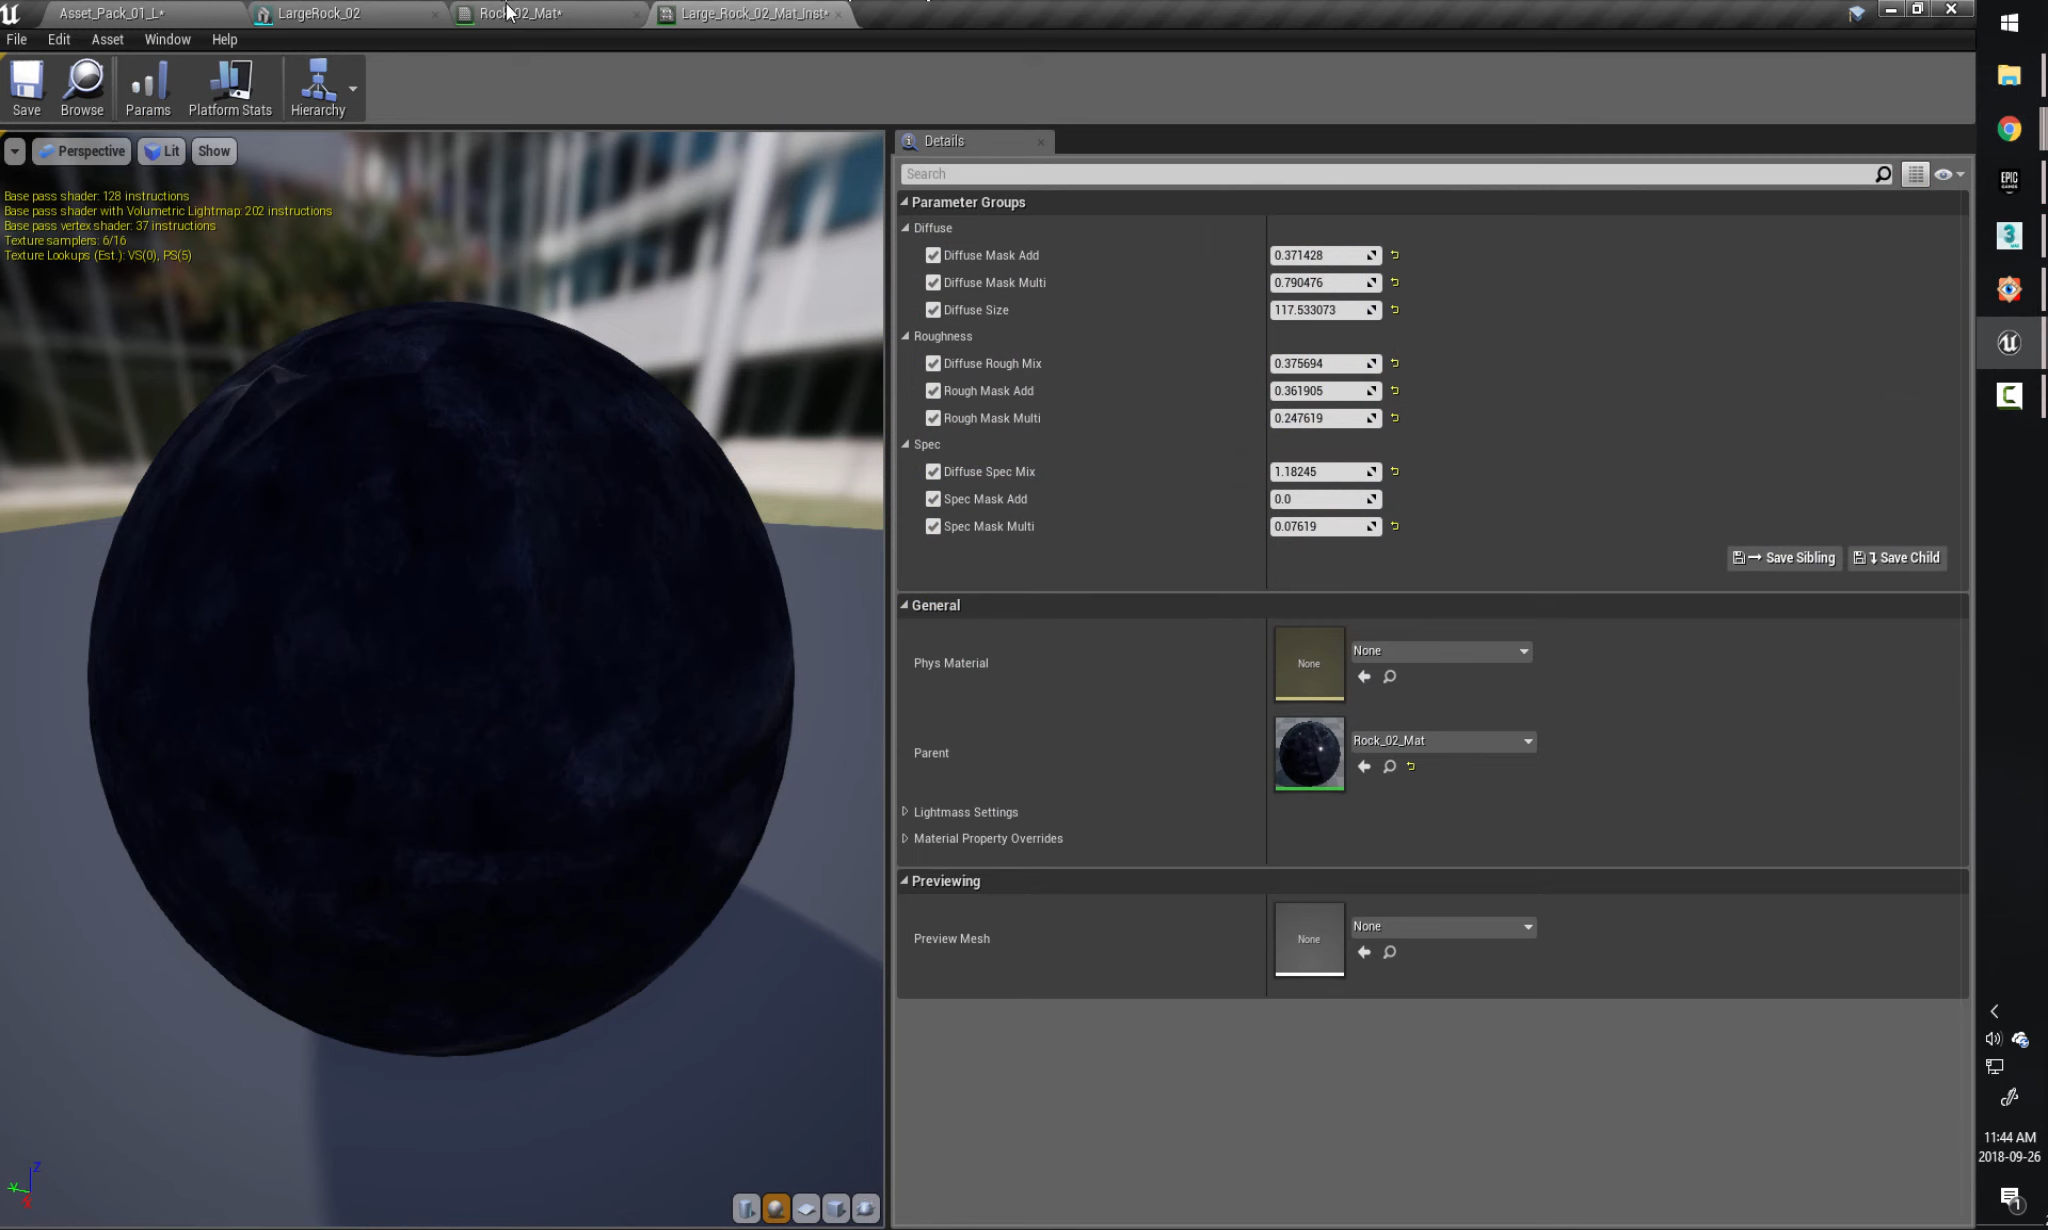 Asset_Pack_01_L*
LargeRock_02
Rock_02_Mat*
Large_Rock_02_Mat_Inst*
File Edit Asset Window Help
Save Browse Params Platform Stats Hierarchy
Perspective Lit Show
Base pass shader: 128 instructions
Base pass shader with Volumetric Lightmap: 202 instructions
Base pass vertex shader: 37 instructions
Texture samplers: 6/16
Texture Lookups (Est.): VS(0), PS(5)
Z
Y
X
Details
Search
Parameter Groups
Diffuse
Diffuse Mask Add 0.371428
Diffuse Mask Multi 0.790476
Diffuse Size 117.533073
Roughness
Diffuse Rough Mix 0.375694
Rough Mask Add 0.361905
Rough Mask Multi 0.247619
Spec
Diffuse Spec Mix 1.18245
Spec Mask Add 0.0
Spec Mask Multi 0.07619
Save Sibling Save Child
General
Phys Material None None
Parent Rock_02_Mat
Lightmass Settings
Material Property Overrides
Previewing
Preview Mesh None None
EPIC
GAMES
3
11:44 AM
2018-09-26
1